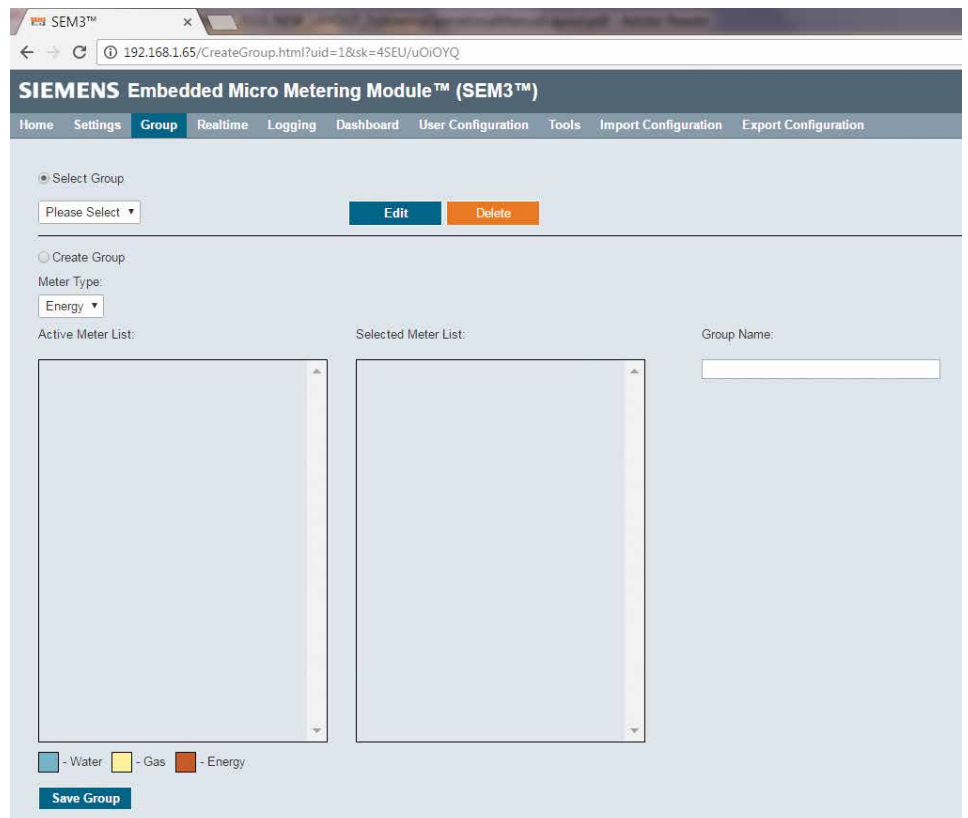 SEM3™ ×
192.168.1.65/CreateGroup.html?uid=1&sk=4SEU/uOiOYQ
SIEMENS Embedded Micro Metering Module™ (SEM3™)
Home Settings Group Realtime Logging Dashboard User Configuration Tools Import Configuration Export Configuration
Select Group
Please Select Edit Delete
Create Group
Meter Type:
Energy
Active Meter List: Selected Meter List: Group Name:
- Water - Gas - Energy
Save Group